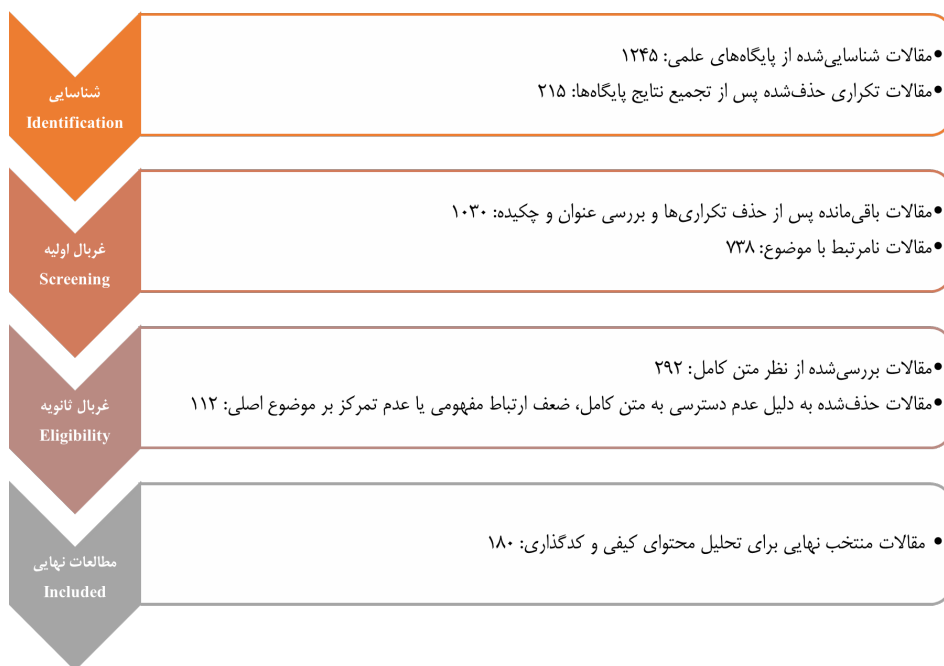 شناسایی
Identification
•مقالات شناسایی‌شده از پایگاه‌های علمی: ۱۲۴۵
•مقالات تکراری حذف‌شده پس از تجمیع نتایج پایگاه‌ها: ۲۱۵
غربال اولیه
Screening
•مقالات باقی‌مانده پس از حذف تکراری‌ها و بررسی عنوان و چکیده: ۱۰۳۰
•مقالات نامرتبط با موضوع: ۷۳۸
غربال ثانویه
Eligibility
•مقالات بررسی‌شده از نظر متن کامل: ۲۹۲
•مقالات حذف‌شده به دلیل عدم دسترسی به متن کامل، ضعف ارتباط مفهومی یا عدم تمرکز بر موضوع اصلی: ۱۱۲
مطالعات نهایی
Included
• مقالات منتخب نهایی برای تحلیل محتوای کیفی و کدگذاری: ۱۸۰